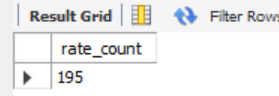 Result Grid Filter Rows
rate_count
195